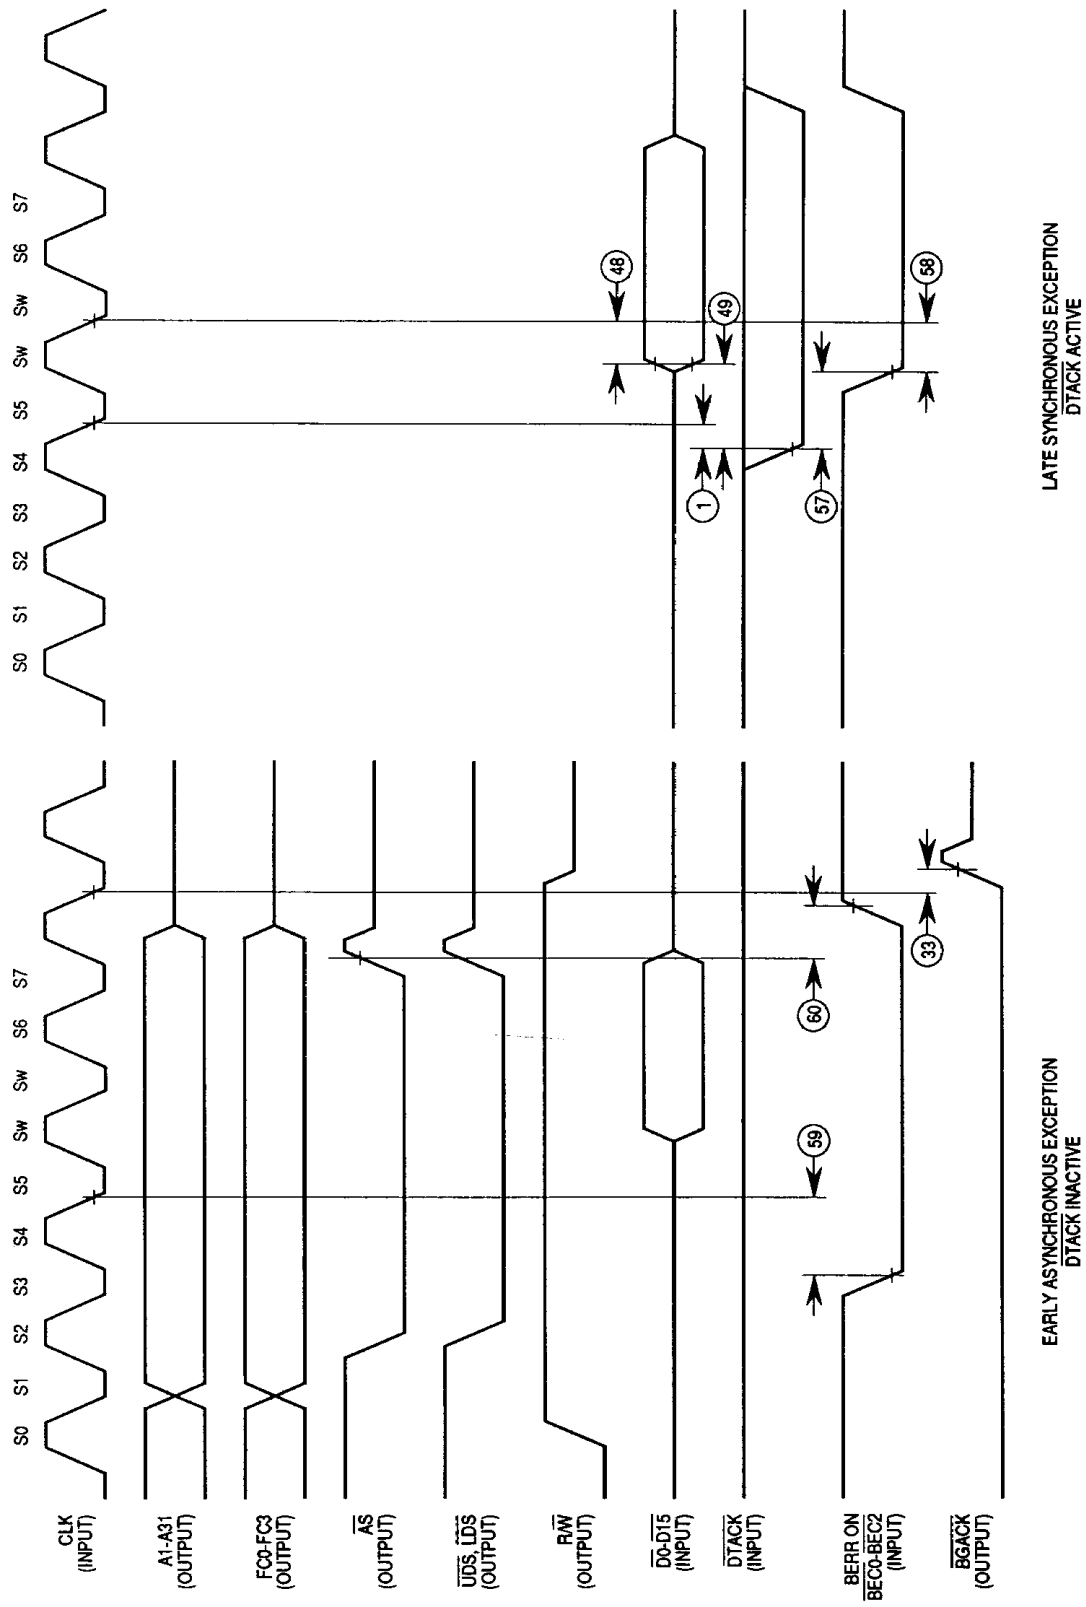 S0 S1 S2 S3 S4 S5 Sw Sw S6 S7
S0 S1 S2 S3 S4 S5 Sw Sw S6 S7
CLK
(INPUT)
A1-A31
(OUTPUT)
FC0-FC3
(OUTPUT)
AS
(OUTPUT)
UDS, LDS
(OUTPUT)
R/W
(OUTPUT)
D0-D15
(INPUT)
DTACK
(INPUT)
BERR ON
BEC0-BEC2
(INPUT)
BGACK
(OUTPUT)
59
60
33
48
1
49
57
58
EARLY ASYNCHRONOUS EXCEPTION
DTACK INACTIVE
LATE SYNCHRONOUS EXCEPTION
DTACK ACTIVE